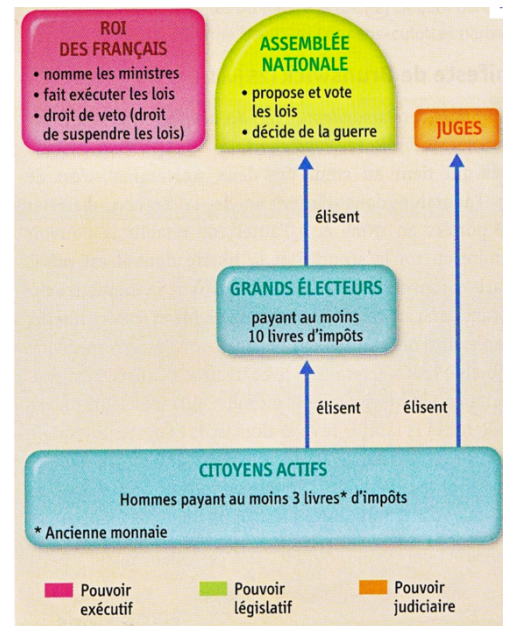 ROI
DES FRANÇAIS
• nomme les ministres
• fait exécuter les lois
• droit de veto (droit
de suspendre les lois)
ASSEMBLÉE
NATIONALE
• propose et vote
les lois
• décide de la guerre
JUGES
élisent
GRANDS ÉLECTEURS
payant au moins
10 livres d'impôts
élisent
élisent
CITOYENS ACTIFS
Hommes payant au moins 3 livres* d'impôts
* Ancienne monnaie
Pouvoir
exécutif
Pouvoir
législatif
Pouvoir
judiciaire